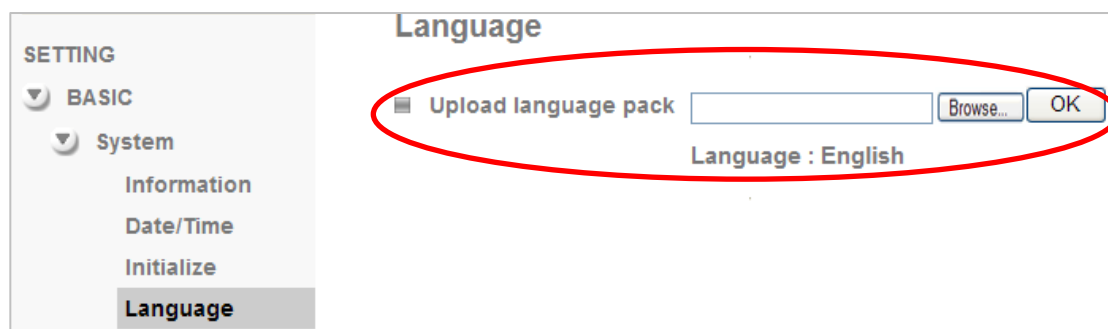 SETTING
BASIC
System
Information
Date/Time
Initialize
Language
Language
Upload language pack Browse... OK
Language : English